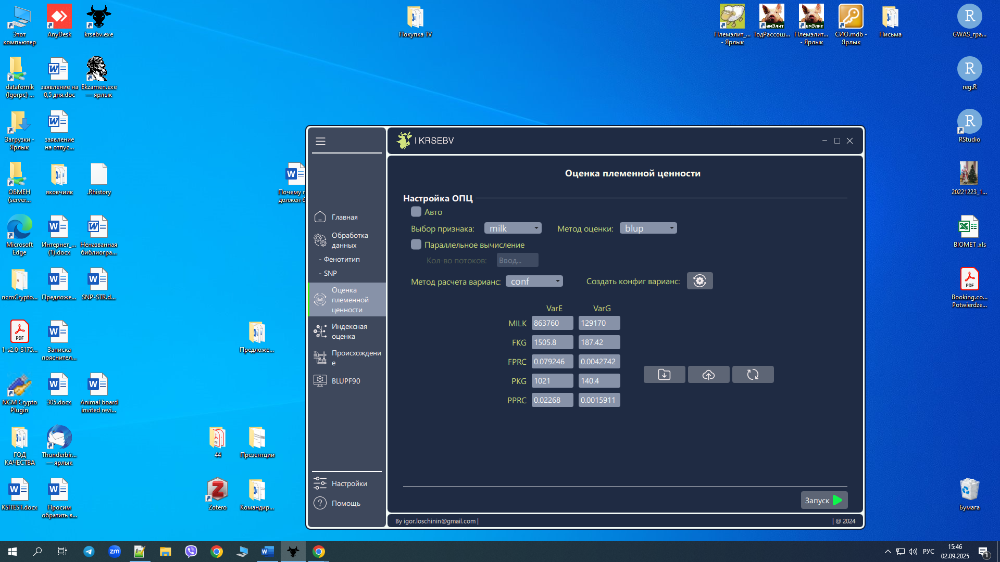 Этот
компьютер
AnyDesk
krsebv.exe
Покупка TV
Племэлит_...
- Ярлык
ТодРассош...
Племэлит...
- Ярлык
СИО.mdb -
Ярлык
Письма
GWAS_гра...
datafornik
(Igorpc) ...
заявление на
0,5 дня.doc
Ekzamen.exe
— ярлык
reg.R
Загрузки -
Ярлык
заявление
на отпус...
RStudio
ОБМЕН
(server...
яковчиик
.Rhistory
Почему г
должен б
20221223_1...
Microsoft
Edge
Интернет_...
(1).docx
Неназванная
библиогра...
BIOMET .xls
ncmCrypto...
Предложе...
SNP-STR.d...
Booking.co...
Potwierdze...
1-s2.0-S175...
Записка
пояснител...
Предложе...
NCM Crypto
Plugin
305.docx
Animal board
invited revi...
ГОД
КАЧЕСТВА
Thunderbir...
— ярлык
44
Презентции
KSITEST.docx
Просим
обратить в...
Zotero
Командир...
Бумага
| KRSEBV
Главная
Обработка
данных
- Фенотитип
- SNP
Оценка
племенной
ценности
Индексная
оценка
Происхождени
е
BLUPF90
Настройки
Помощь
Оценка племенной ценности
Настройка ОПЦ
Авто
Выбор признака: milk Метод оценки: blup
Параллельное вычисление
Кол-во потоков: Ввод...
Метод расчета варианс: conf Создать конфиг варианс:
VarE VarG
MILK 863760 129170
FКG 1505.8 187.42
FPRC 0.079246 0.0042742
PKG 1021 140.4
PPRC 0.02268 0.0015911
Запуск
By igor.loschinin@gmail.com |
| @ 2024
zm
РУС
15:46
02.09.2025
1